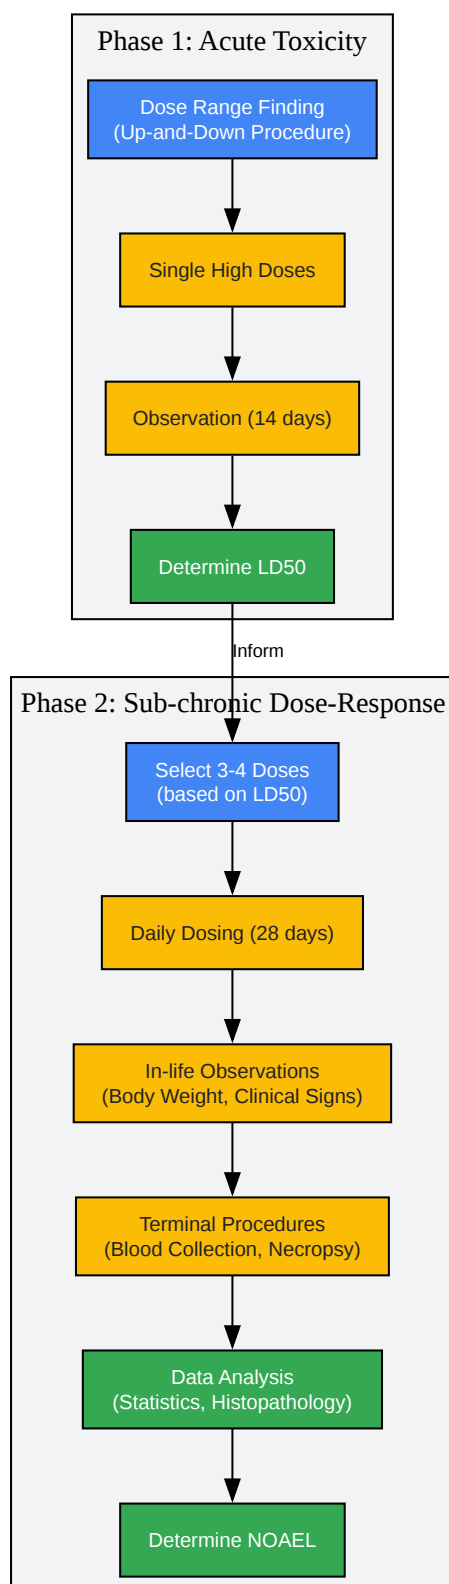 Phase 1: Acute Toxicity
Dose Range Finding
(Up-and-Down Procedure)
Single High Doses
Observation (14 days)
Determine LD50
Inform
Phase 2: Sub-chronic Dose-Response
Select 3-4 Doses
(based on LD50)
Daily Dosing (28 days)
In-life Observations
(Body Weight, Clinical Signs)
Terminal Procedures
(Blood Collection, Necropsy)
Data Analysis
(Statistics, Histopathology)
Determine NOAEL